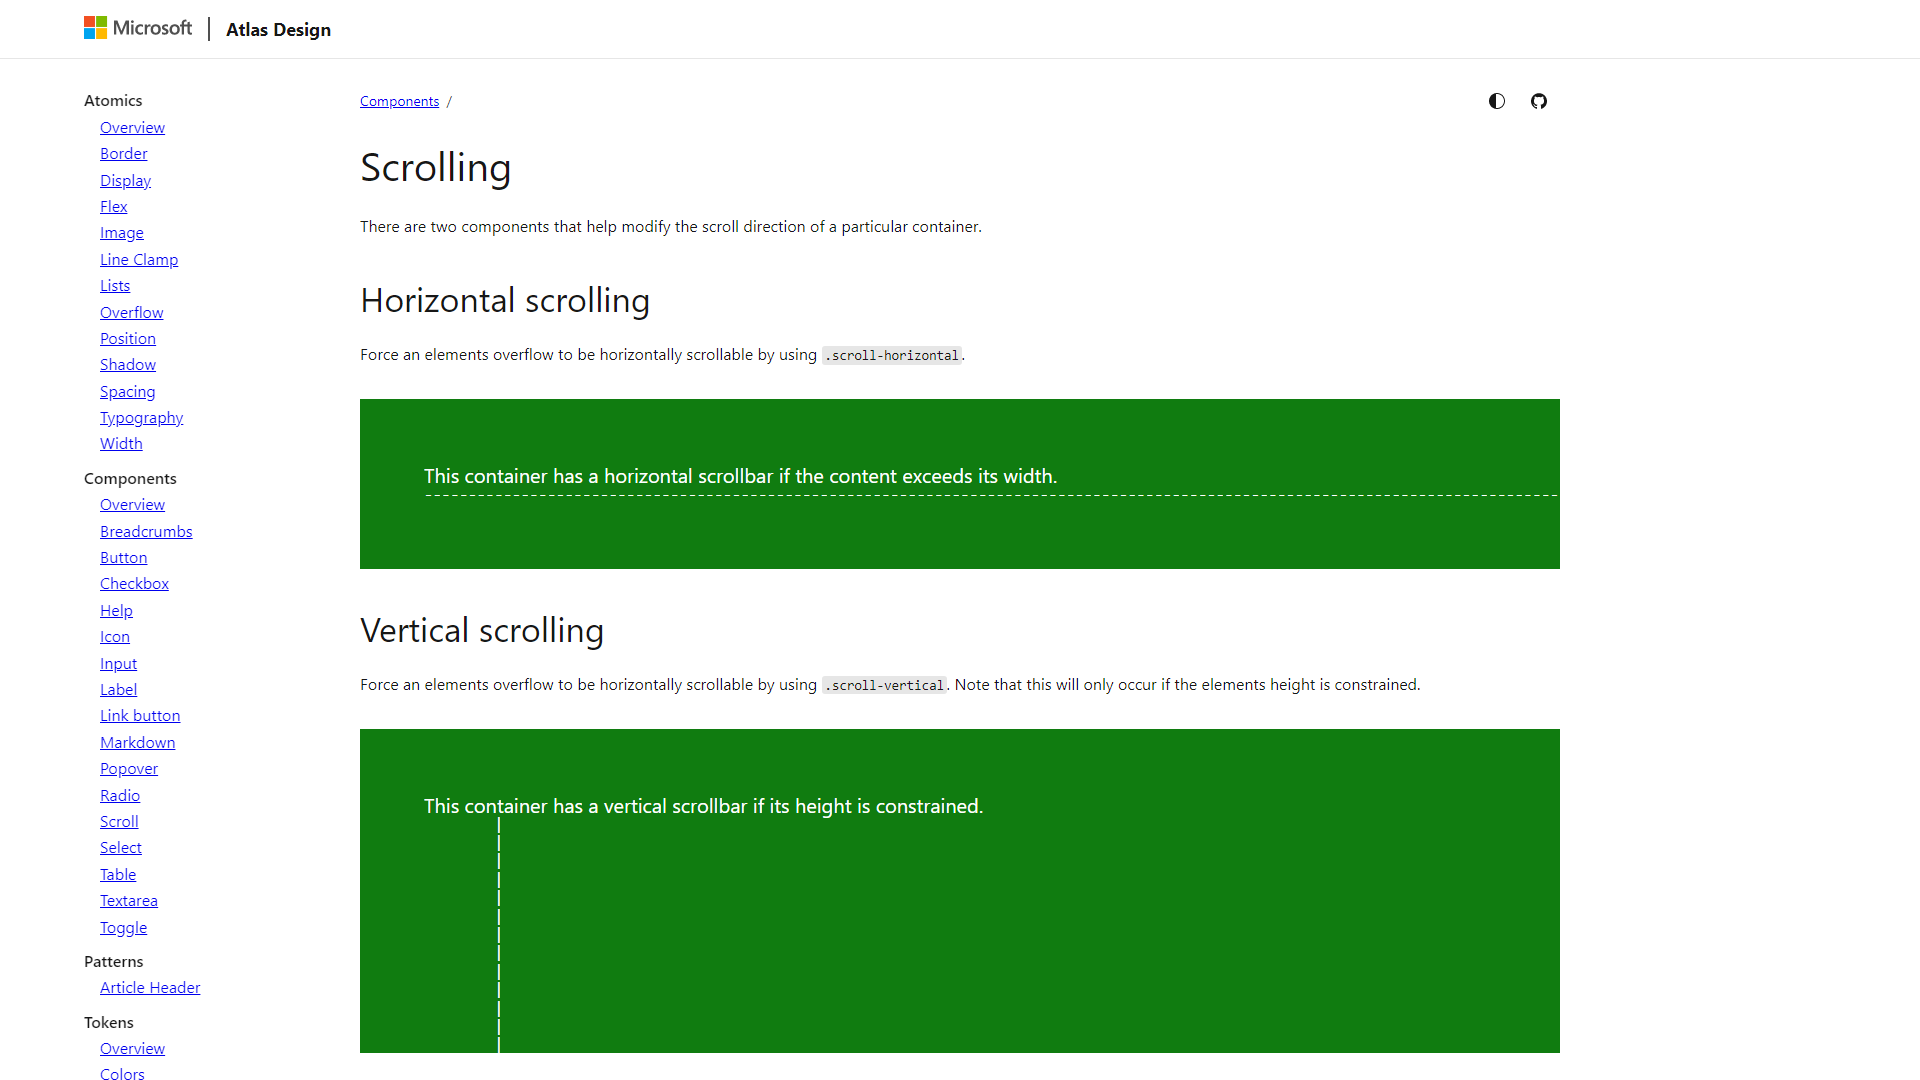 Microsoft | Atlas Design
Atomics
Overview
Border
Display
Flex
Image
Line Clamp
Lists
Overflow
Position
Shadow
Spacing
Typography
Width
Components
Overview
Breadcrumbs
Button
Checkbox
Help
Icon
Input
Label
Link button
Markdown
Popover
Radio
Scroll
Select
Table
Textarea
Toggle
Patterns
Article Header
Tokens
Overview
Colors
Components /
Scrolling
There are two components that help modify the scroll direction of a particular container.
Horizontal scrolling
Force an elements overflow to be horizontally scrollable by using .scroll-horizontal.
This container has a horizontal scrollbar if the content exceeds its width.
Vertical scrolling
Force an elements overflow to be horizontally scrollable by using .scroll-vertical. Note that this will only occur if the elements height is constrained.
This container has a vertical scrollbar if its height is constrained.